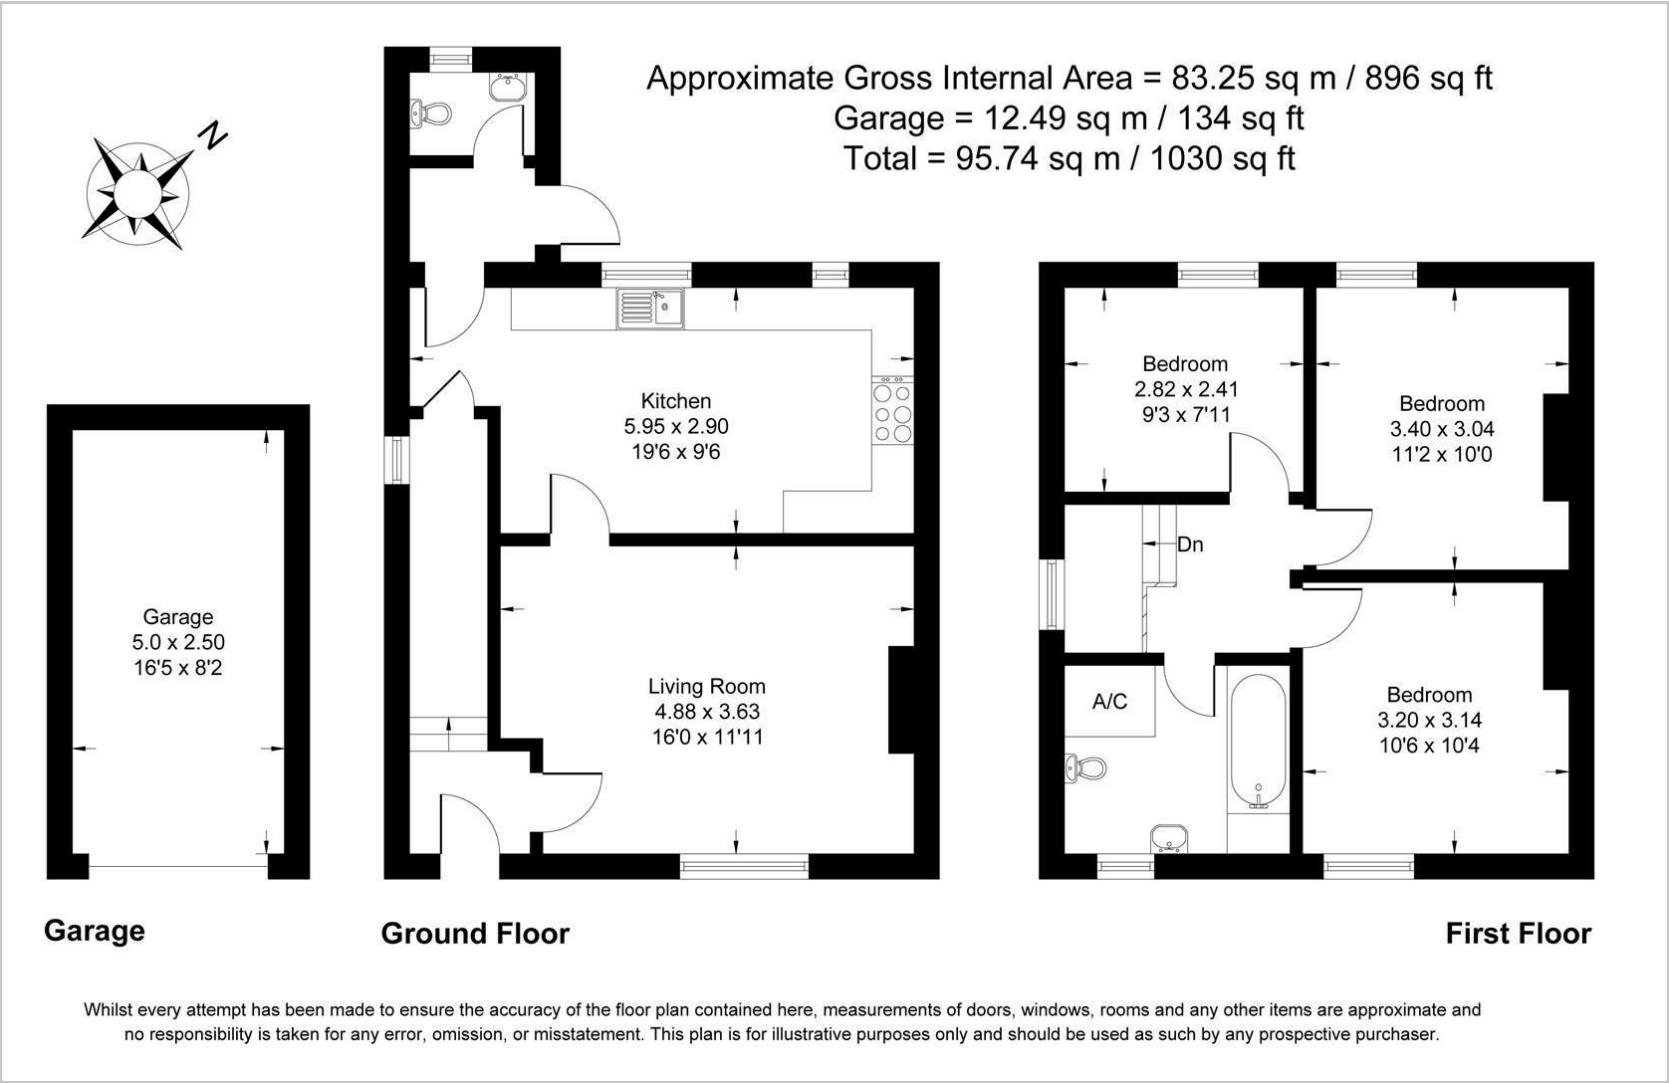 Approximate Gross Internal Area = 83.25 sq m / 896 sq ft
Garage = 12.49 sq m / 134 sq ft
Total = 95.74 sq m / 1030 sq ft
N
Garage
5.0 x 2.50
16'5 x 8'2
Kitchen
5.95 x 2.90
19'6 x 9'6
Living Room
4.88 x 3.63
16'0 x 11'11
Bedroom
2.82 x 2.41
9'3 x 7'11
Bedroom
3.40 x 3.04
11'2 x 10'0
Dn
A/C
Bedroom
3.20 x 3.14
10'6 x 10'4
Garage
Ground Floor
First Floor
Whilst every attempt has been made to ensure the accuracy of the floor plan contained here, measurements of doors, windows, rooms and any other items are approximate and
no responsibility is taken for any error, omission, or misstatement. This plan is for illustrative purposes only and should be used as such by any prospective purchaser.